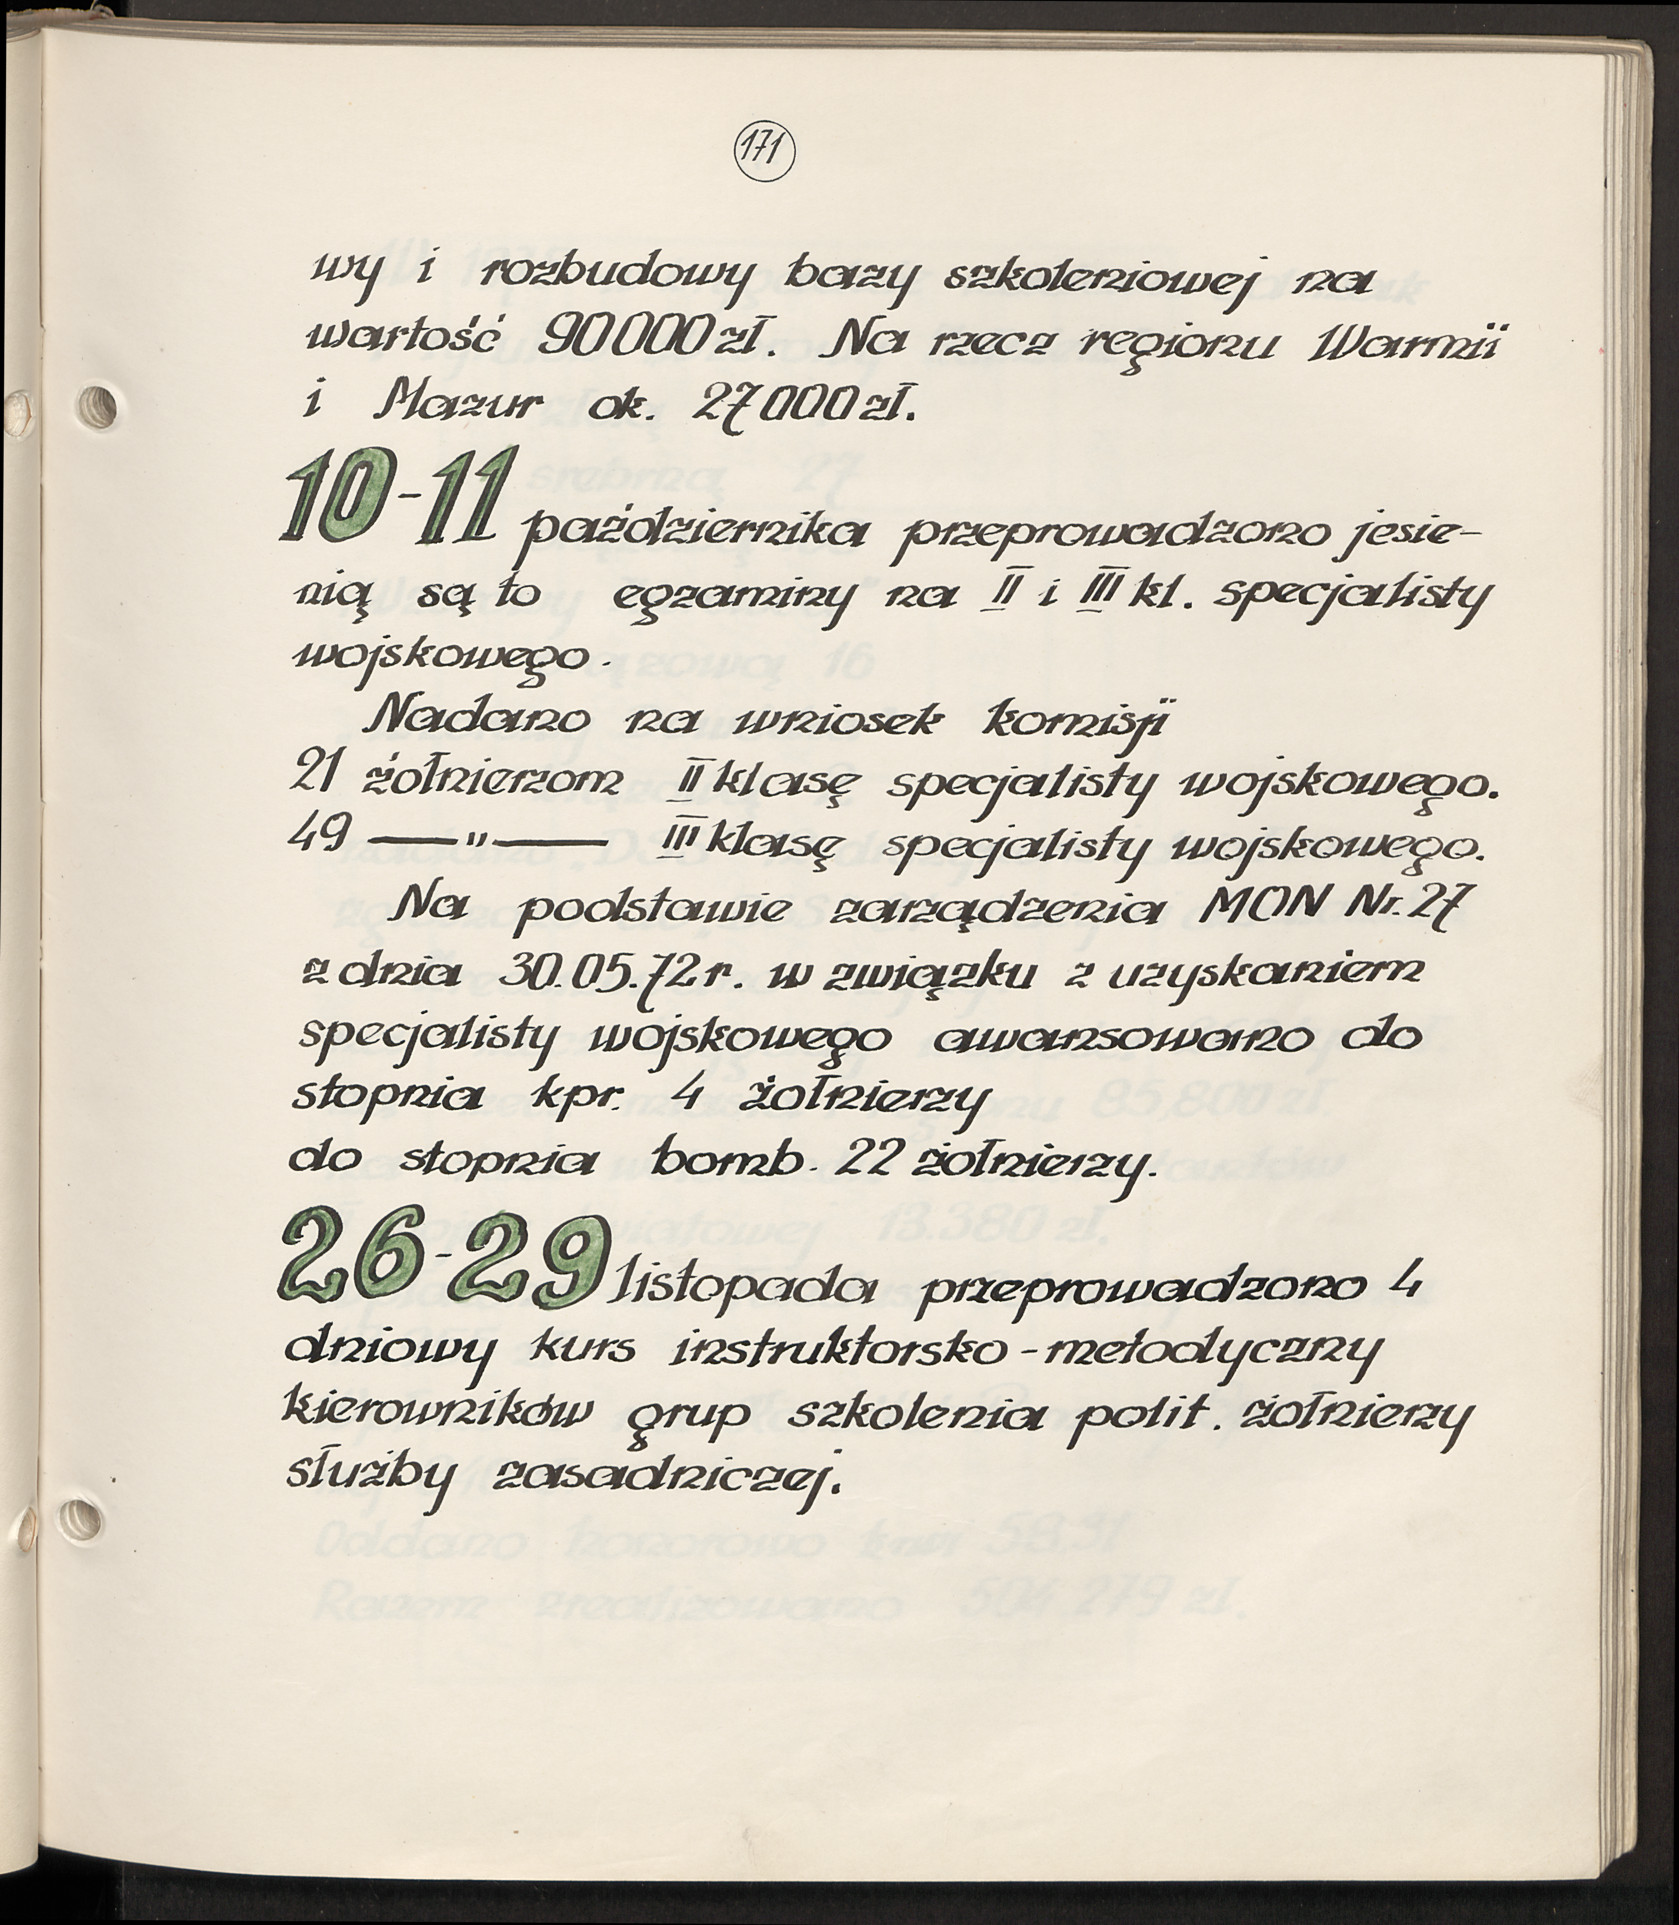 171
wy i rozbudowy bazy szkoleniowej na
wartość 90000 zł. Na rzecz regionu Warmii
i Mazur ok. 27000 zł.
10-11 października przeprowadzono jesie-
nią są to egzaminy na II i III kl. specjalisty
wojskowego.
Nadano na wniosek komisji
21 żołnierzom II klasę specjalisty wojskowego.
49 —"— III klasę specjalisty wojskowego.
Na podstawie zarządzenia MON Nr. 27
z dnia 30.05.72 r. w związku z uzyskaniem
specjalisty wojskowego awansowano do
stopnia kpr. 4 żołnierzy
do stopnia bomb. 22 żołnierzy.
26-29 listopada przeprowadzono 4
dniowy kurs instruktorsko-metodyczny
kierowników grup szkolenia polit. żołnierzy
służby zasadniczej.